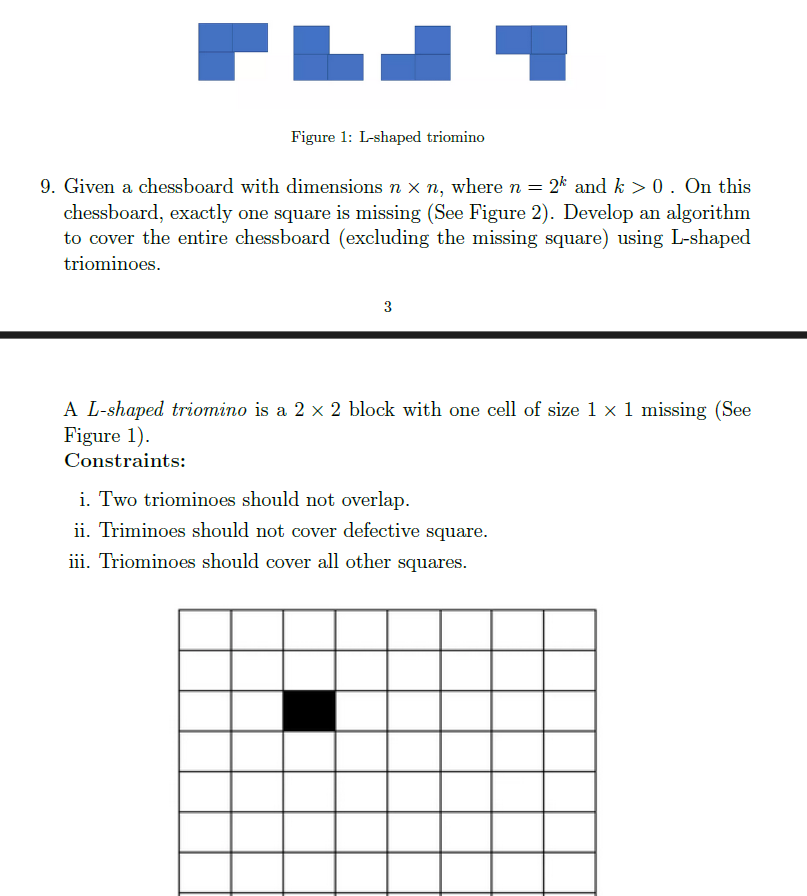 Figure 1: L-shaped triomino
9. Given a chessboard with dimensions n × n, where n = 2^k and k > 0 . On this
chessboard, exactly one square is missing (See Figure 2). Develop an algorithm
to cover the entire chessboard (excluding the missing square) using L-shaped
triominoes.
3
A L-shaped triomino is a 2 × 2 block with one cell of size 1 × 1 missing (See
Figure 1).
Constraints:
i. Two triominoes should not overlap.
ii. Triminoes should not cover defective square.
iii. Triominoes should cover all other squares.